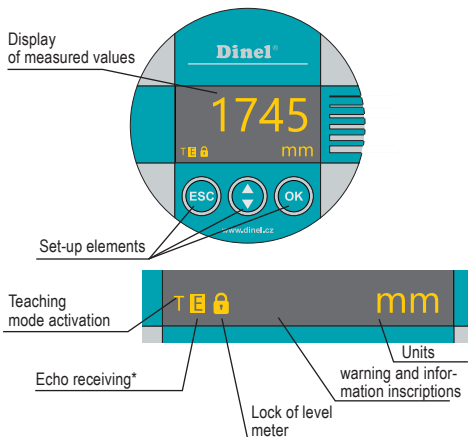 Display
of measured values
Dinel®
1745
T E mm
ESC OK
www.dinel.cz
Set-up elements
Teaching
mode activation
T E mm
Units
Echo receiving*
warning and infor-
mation inscriptions
Lock of level
meter